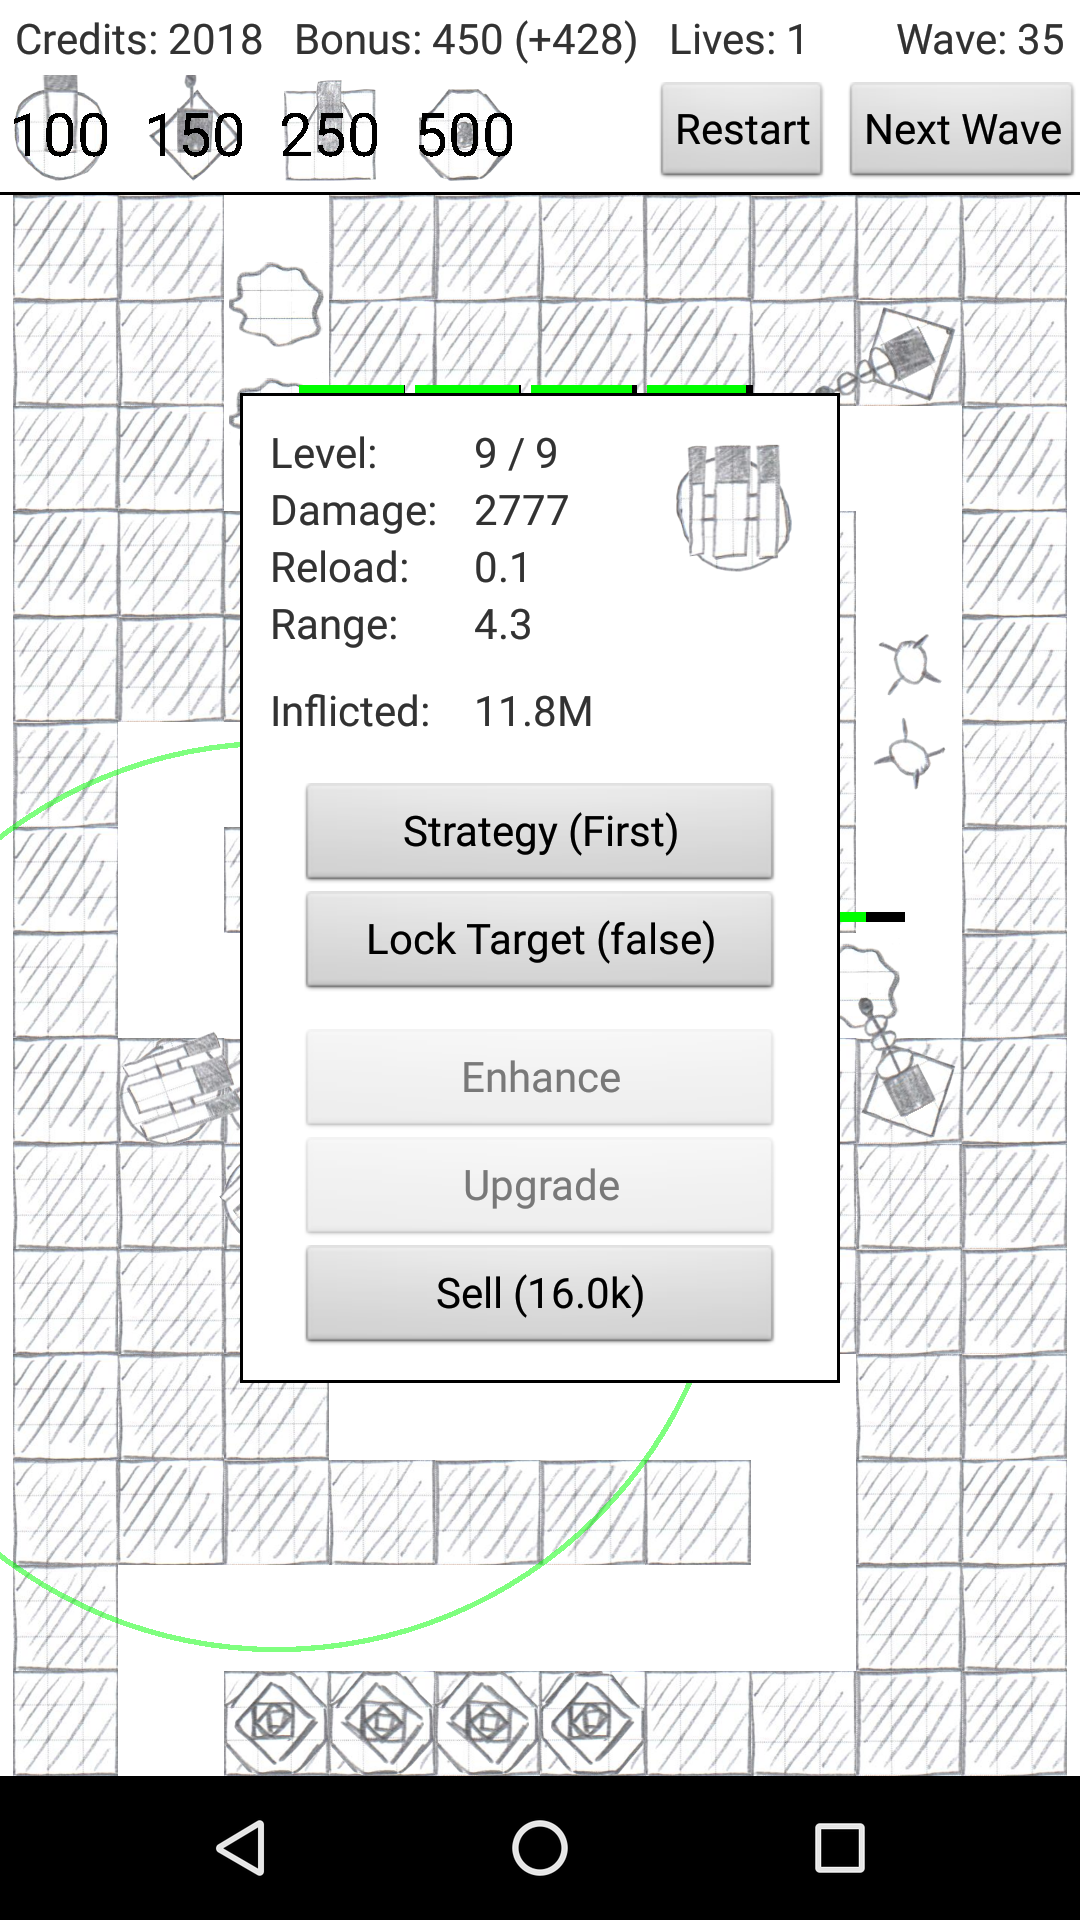 Credits: 2018 Bonus: 450 (+428) Lives: 1 Wave: 35
100 150 250 500 Restart Next Wave
Level: 9 / 9
Damage: 2777
Reload: 0.1
Range: 4.3
Inflicted: 11.8M
Strategy (First)
Lock Target (false)
Enhance
Upgrade
Sell (16.0k)